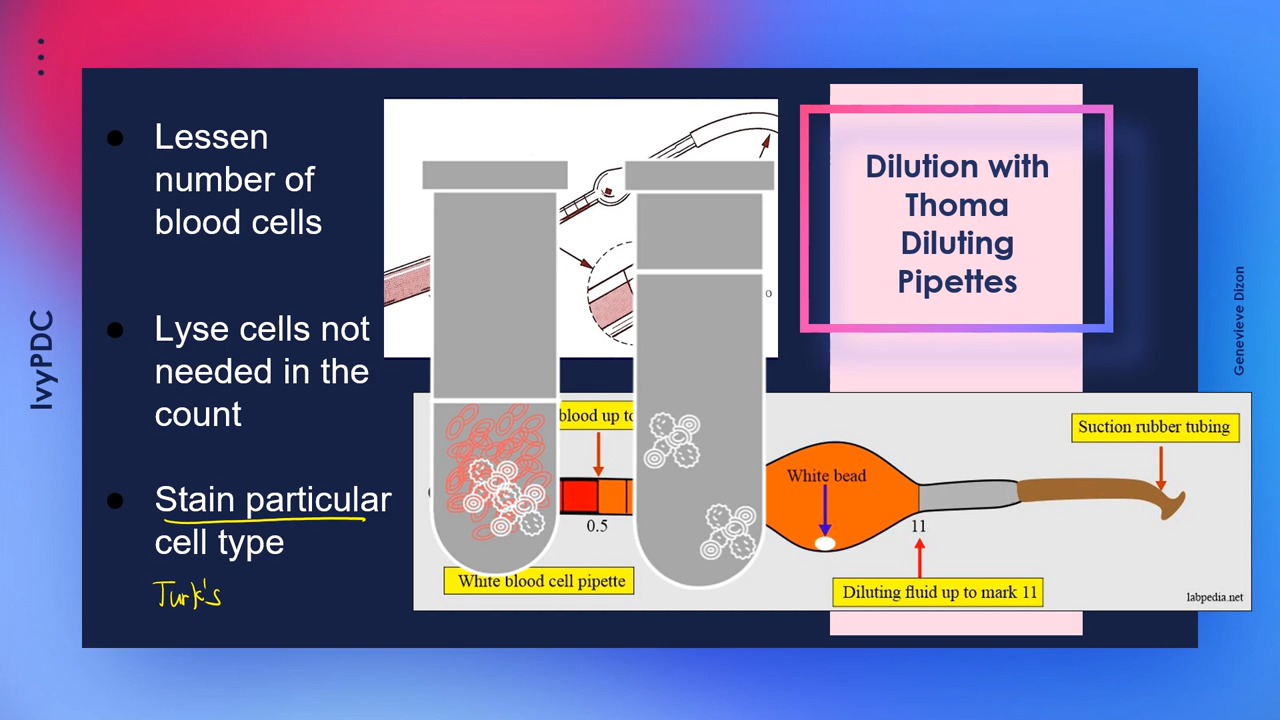 IvyPDC
Lessen
number of
blood cells
Lyse cells not
needed in the
count
Stain particular
cell type
Turk's
Dilution with
Thoma
Diluting
Pipettes
Genevieve Dizon
blood up to
0.5
White blood cell pipette
White bead
11
Diluting fluid up to mark 11
Suction rubber tubing
labpedia.net